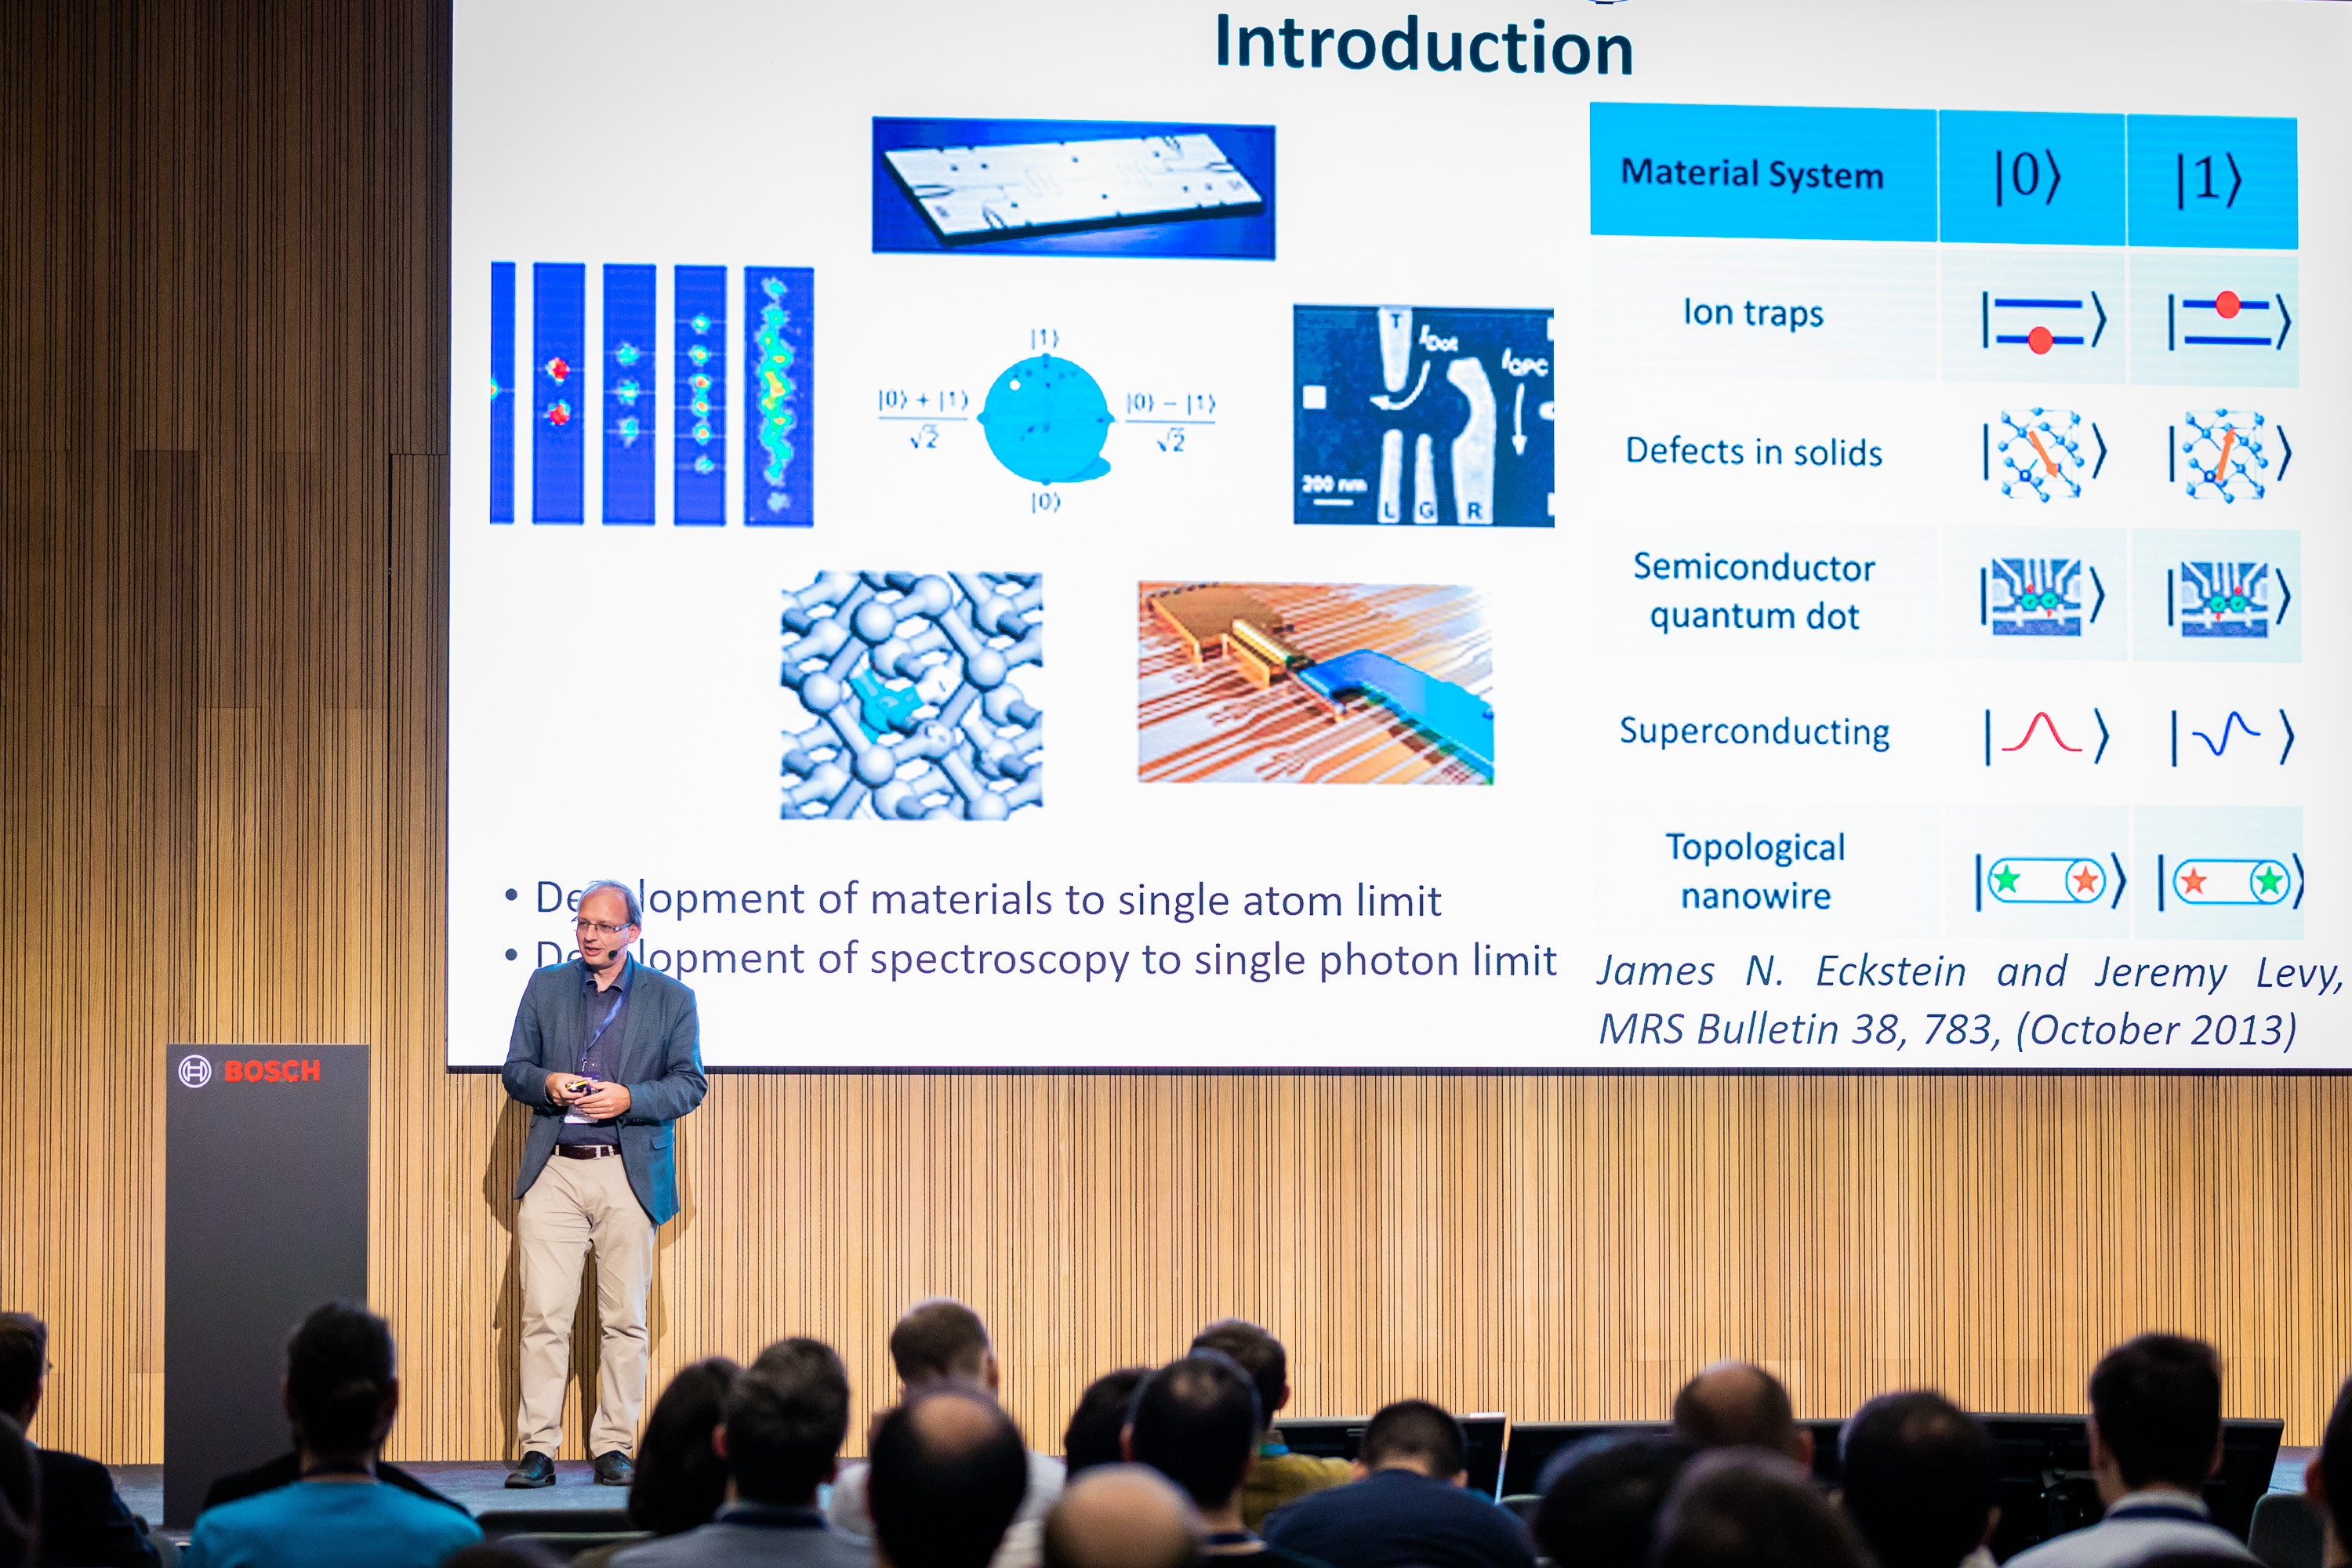 Introduction
Material System |0⟩ |1⟩
Ion traps
T
I_Dot
I_QPC
|1⟩
|0⟩ + |1⟩
√2
|0⟩ − |1⟩
√2
|0⟩
200 nm
L G R
Defects in solids
Semiconductor
quantum dot
Superconducting
Topological
nanowire
• De lopment of materials to single atom limit
• De lopment of spectroscopy to single photon limit
James N. Eckstein and Jeremy Levy,
MRS Bulletin 38, 783, (October 2013)
BOSCH